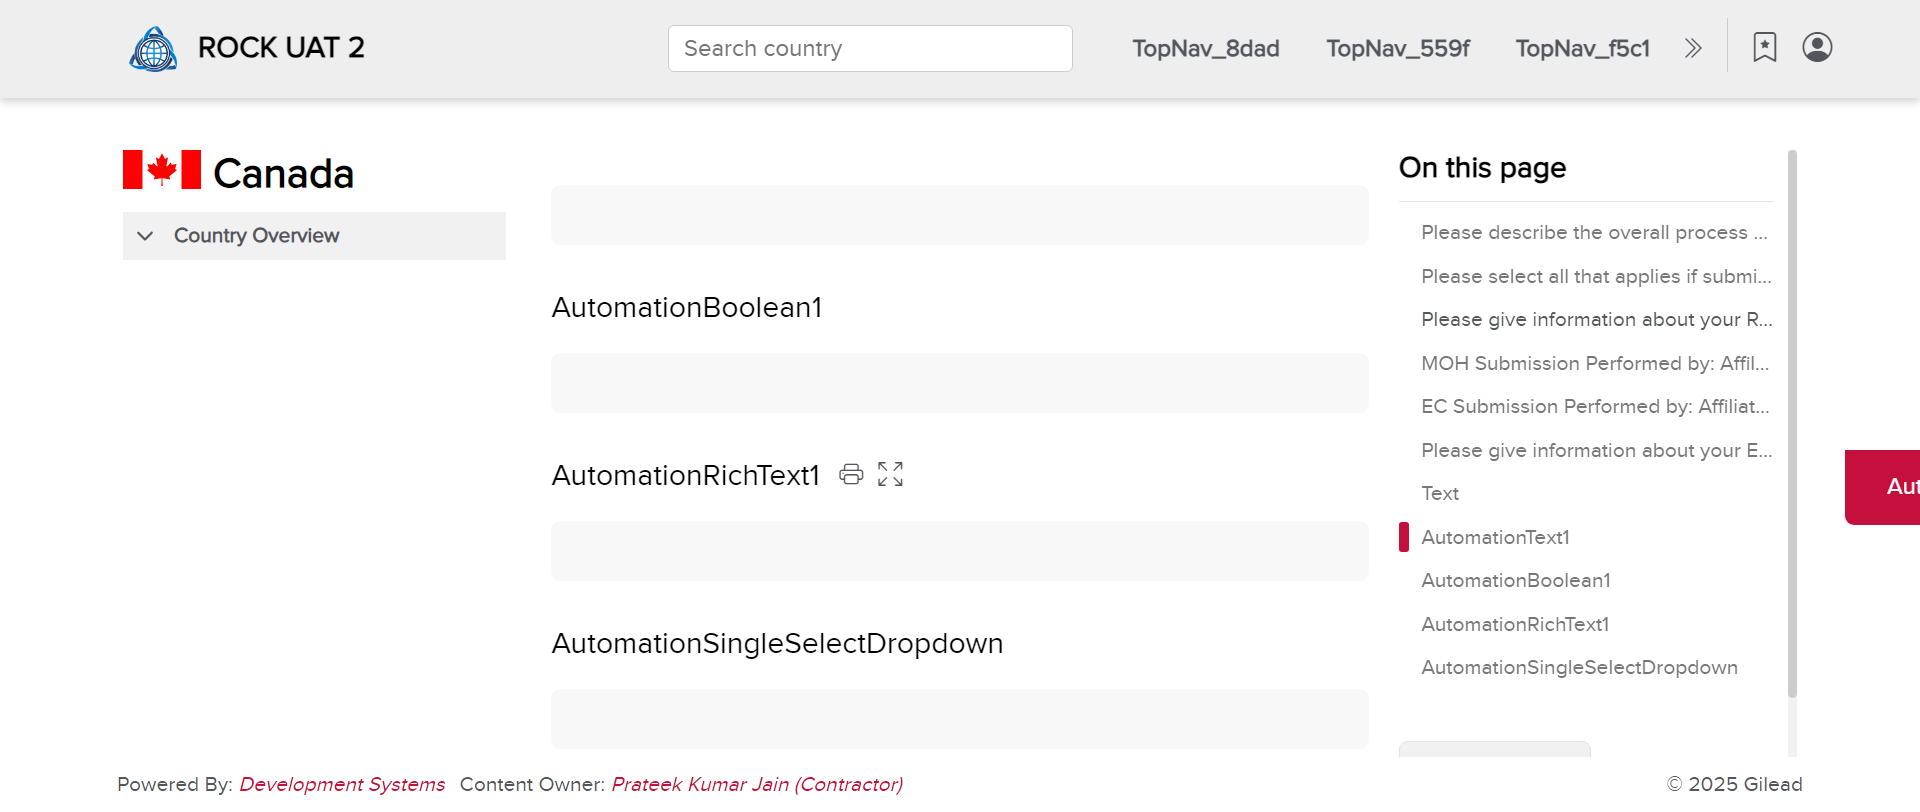 ROCK UAT 2
Search country
TopNav_8dad
TopNav_559f
TopNav_f5c1
Canada
Country Overview
AutomationBoolean1
AutomationRichText1
AutomationSingleSelectDropdown
On this page
Please describe the overall process ...
Please select all that applies if submi...
Please give information about your R...
MOH Submission Performed by: Affil...
EC Submission Performed by: Affiliat...
Please give information about your E...
Text
AutomationText1
AutomationBoolean1
AutomationRichText1
AutomationSingleSelectDropdown
Aut
Powered By: Development Systems Content Owner: Prateek Kumar Jain (Contractor)
© 2025 Gilead